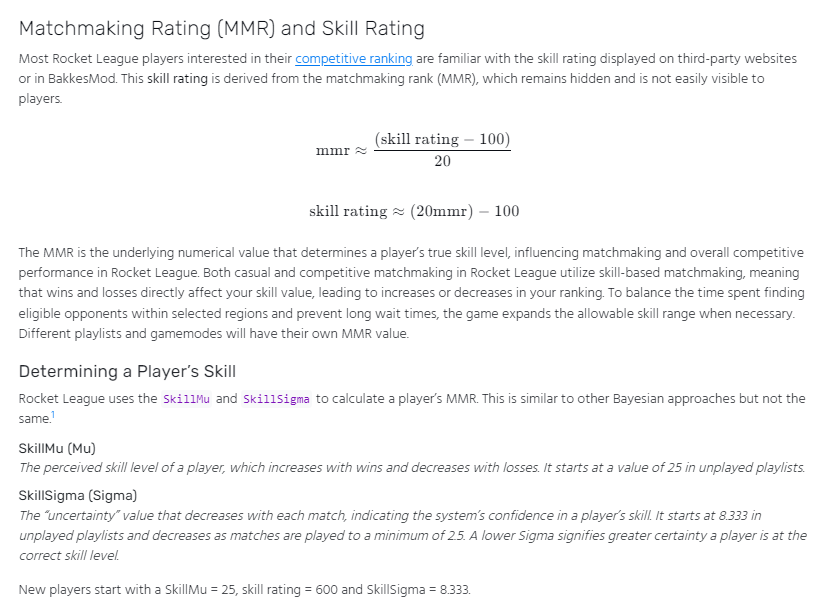 Matchmaking Rating (MMR) and Skill Rating
Most Rocket League players interested in their competitive ranking are familiar with the skill rating displayed on third-party websites
or in BakkesMod. This skill rating is derived from the matchmaking rank (MMR), which remains hidden and is not easily visible to
players.
mmr ≈ (skill rating − 100) / 20
skill rating ≈ (20mmr) − 100
The MMR is the underlying numerical value that determines a player's true skill level, influencing matchmaking and overall competitive
performance in Rocket League. Both casual and competitive matchmaking in Rocket League utilize skill-based matchmaking, meaning
that wins and losses directly affect your skill value, leading to increases or decreases in your ranking. To balance the time spent finding
eligible opponents within selected regions and prevent long wait times, the game expands the allowable skill range when necessary.
Different playlists and gamemodes will have their own MMR value.
Determining a Player's Skill
Rocket League uses the SkillMu and SkillSigma to calculate a player's MMR. This is similar to other Bayesian approaches but not the
same.¹
SkillMu (Mu)
The perceived skill level of a player, which increases with wins and decreases with losses. It starts at a value of 25 in unplayed playlists.
SkillSigma (Sigma)
The "uncertainty" value that decreases with each match, indicating the system's confidence in a player's skill. It starts at 8.333 in
unplayed playlists and decreases as matches are played to a minimum of 2.5. A lower Sigma signifies greater certainty a player is at the
correct skill level.
New players start with a SkillMu = 25, skill rating = 600 and SkillSigma = 8.333.